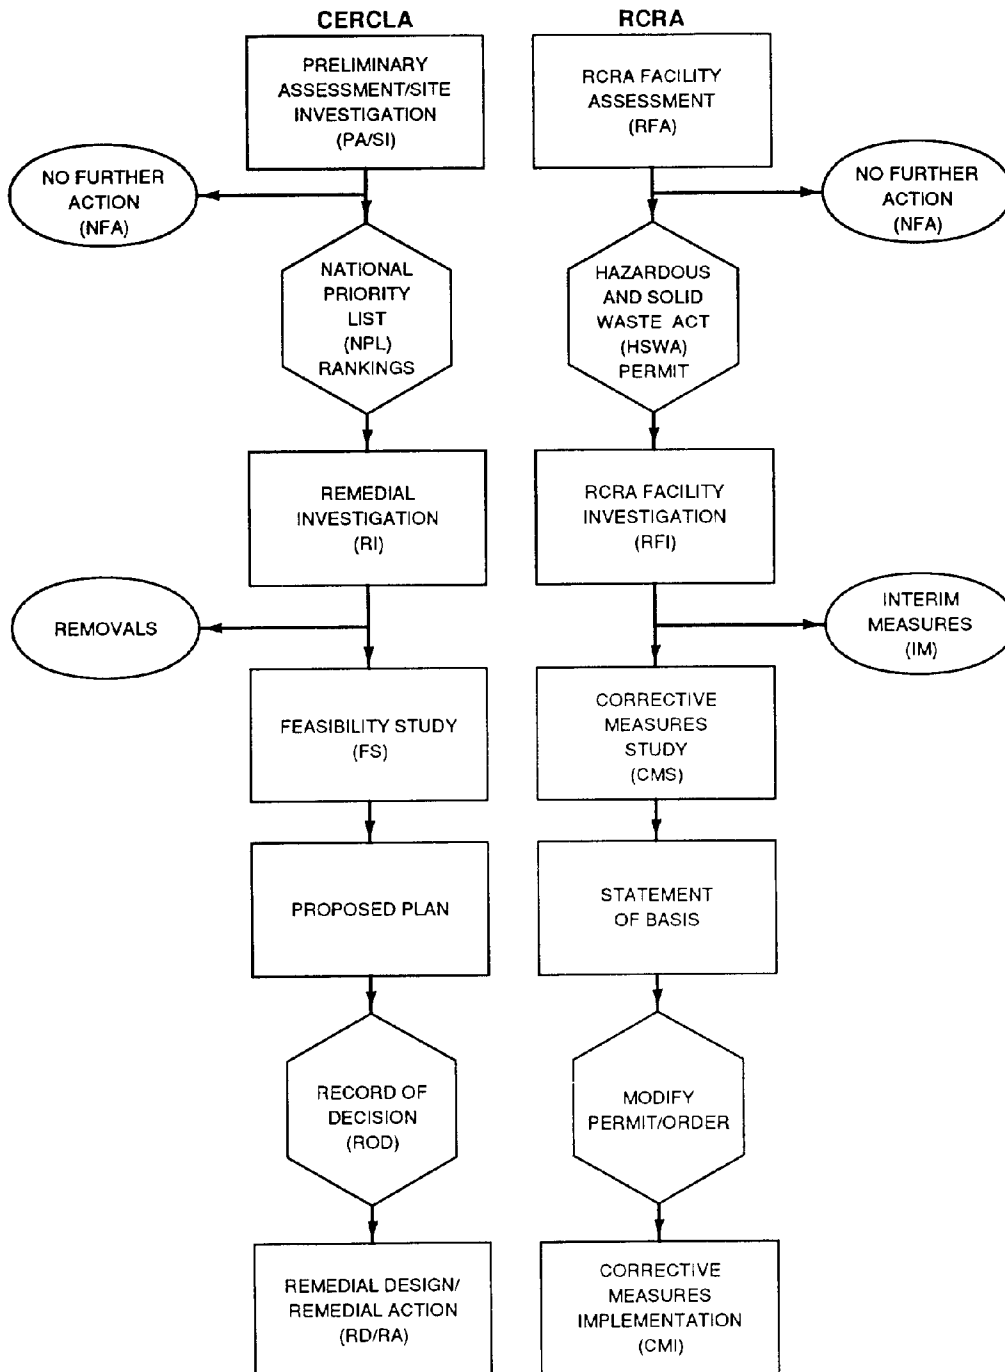 CERCLA
PRELIMINARY
ASSESSMENT/SITE
INVESTIGATION
(PA/SI)
NO FURTHER
ACTION
(NFA)
NATIONAL
PRIORITY
LIST
(NPL)
RANKINGS
REMEDIAL
INVESTIGATION
(RI)
REMOVALS
FEASIBILITY STUDY
(FS)
PROPOSED PLAN
RECORD OF
DECISION
(ROD)
REMEDIAL DESIGN/
REMEDIAL ACTION
(RD/RA)
RCRA
RCRA FACILITY
ASSESSMENT
(RFA)
NO FURTHER
ACTION
(NFA)
HAZARDOUS
AND SOLID
WASTE ACT
(HSWA)
PERMIT
RCRA FACILITY
INVESTIGATION
(RFI)
INTERIM
MEASURES
(IM)
CORRECTIVE
MEASURES
STUDY
(CMS)
STATEMENT
OF BASIS
MODIFY
PERMIT/ORDER
CORRECTIVE
MEASURES
IMPLEMENTATION
(CMI)